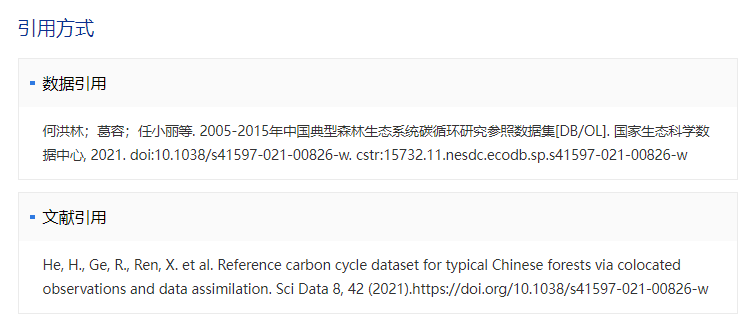 引用方式
数据引用
何洪林；葛容；任小丽等. 2005-2015年中国典型森林生态系统碳循环研究参照数据集[DB/OL]. 国家生态科学数
据中心, 2021. doi:10.1038/s41597-021-00826-w. cstr:15732.11.nesdc.ecodb.sp.s41597-021-00826-w
文献引用
He, H., Ge, R., Ren, X. et al. Reference carbon cycle dataset for typical Chinese forests via colocated
observations and data assimilation. Sci Data 8, 42 (2021).https://doi.org/10.1038/s41597-021-00826-w